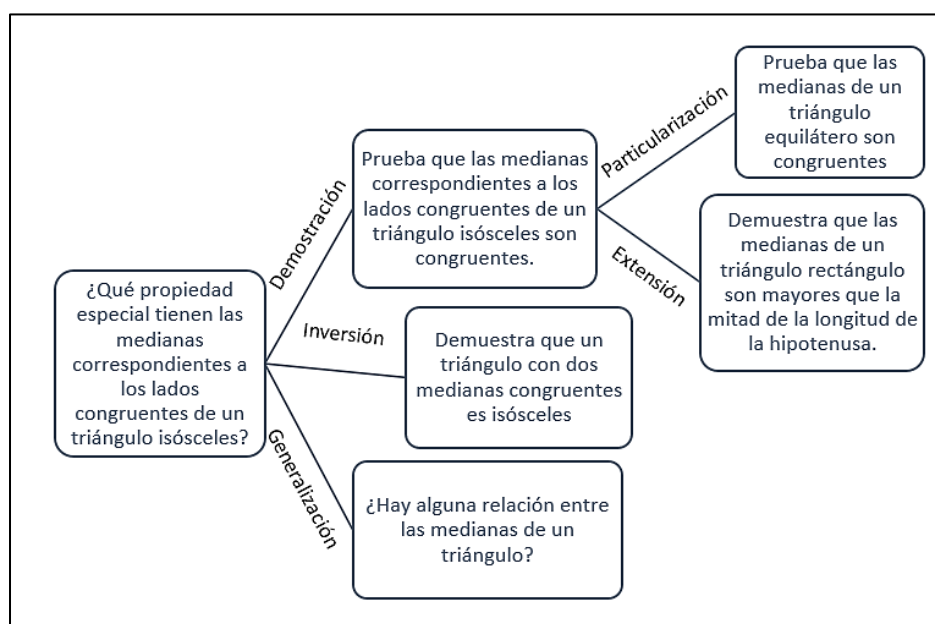 ¿Qué propiedad
especial tienen las
medianas
correspondientes a
los lados
congruentes de un
triángulo isósceles?
Demostración
Prueba que las medianas
correspondientes a los
lados congruentes de un
triángulo isósceles son
congruentes.
Particularización
Prueba que las
medianas de un
triángulo
equilátero son
congruentes
Extensión
Demuestra que las
medianas de un
triángulo rectángulo
son mayores que la
mitad de la longitud de
la hipotenusa.
Inversión
Demuestra que un
triángulo con dos
medianas congruentes
es isósceles
Generalización
¿Hay alguna relación entre
las medianas de un
triángulo?